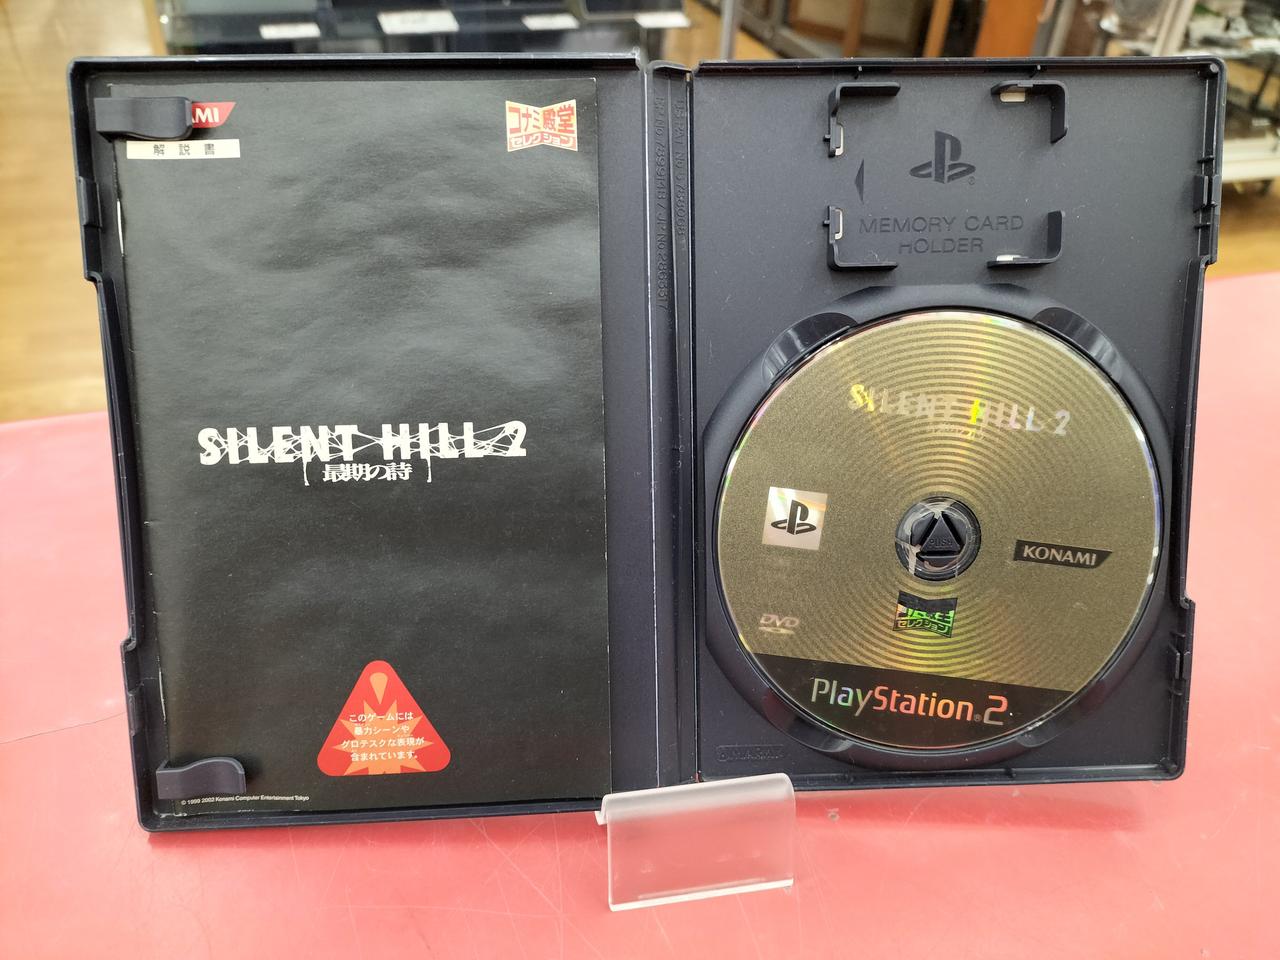 AMI
解説書
コナミ殿堂
セレクション
SILENT HILL 2
[最期の詩]
このゲームには
暴力シーンや
グロテスクな表現が
含まれています。
© 1999 2002 Konami Computer Entertainment Tokyo
MEMORY CARD
HOLDER
SILENT HILL 2
KONAMI
PUSH
DVD
セレクション
PlayStation®2